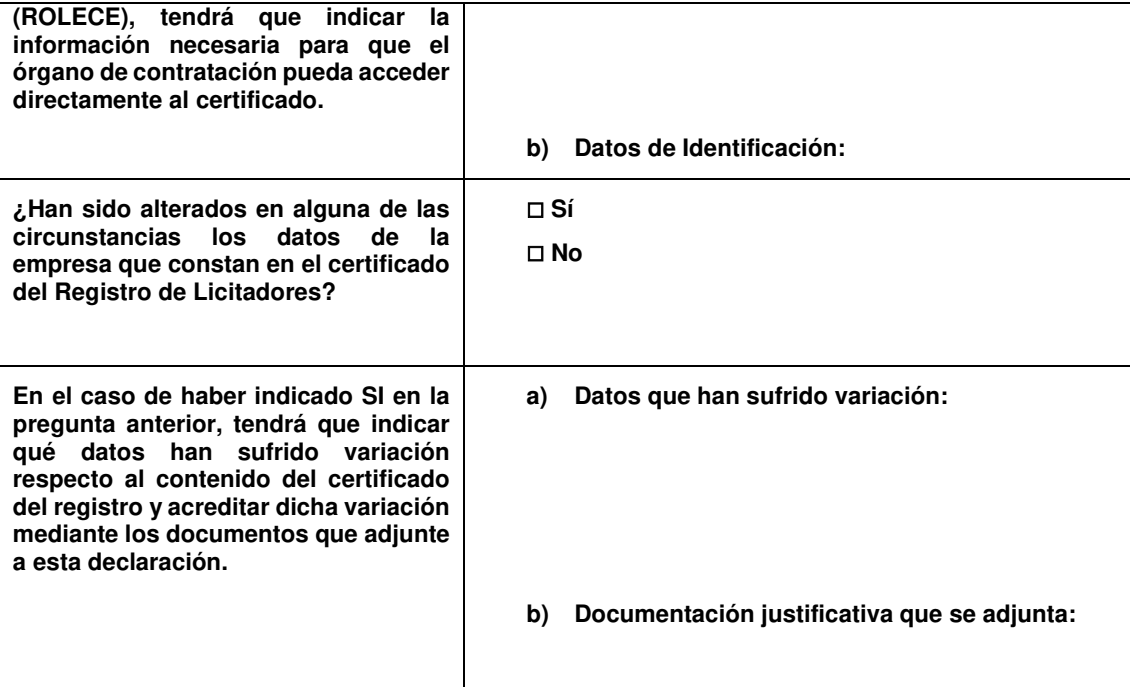 (ROLECE), tendrá que indicar la
información necesaria para que el
órgano de contratación pueda acceder
directamente al certificado.
b) Datos de Identificación:
¿Han sido alterados en alguna de las
circunstancias los datos de la
empresa que constan en el certificado
del Registro de Licitadores?
□ Sí
□ No
En el caso de haber indicado SI en la
pregunta anterior, tendrá que indicar
qué datos han sufrido variación
respecto al contenido del certificado
del registro y acreditar dicha variación
mediante los documentos que adjunte
a esta declaración.
a) Datos que han sufrido variación:
b) Documentación justificativa que se adjunta: